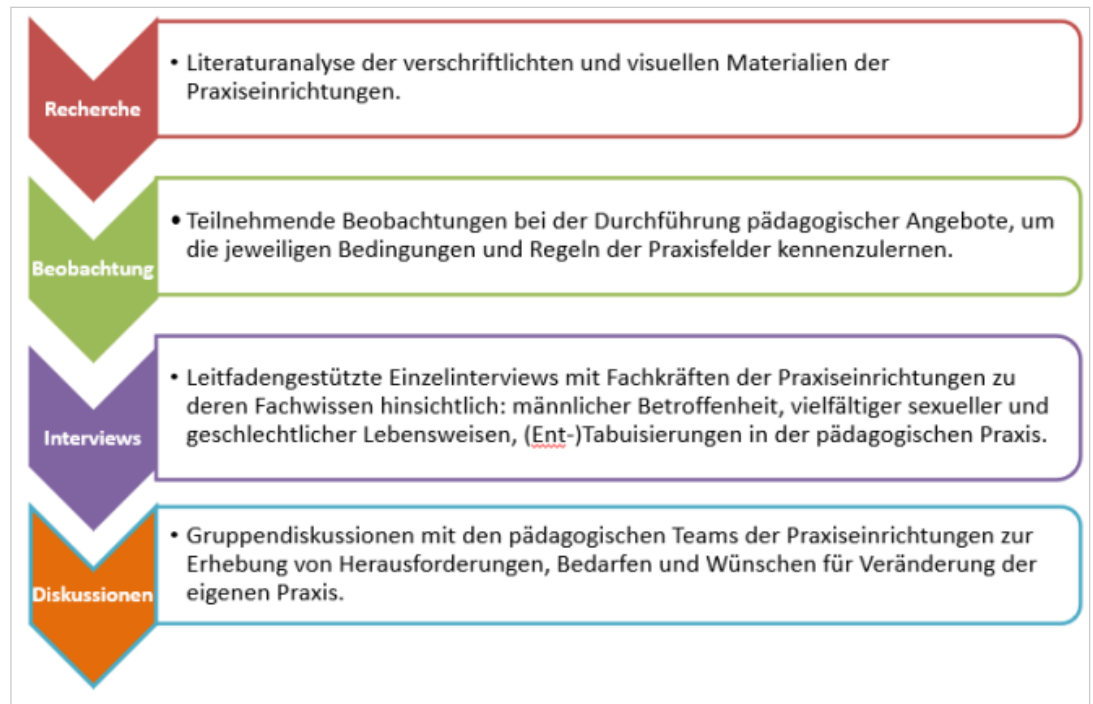 Recherche
• Literaturanalyse der verschriftlichten und visuellen Materialien der
Praxiseinrichtungen.
Beobachtung
• Teilnehmende Beobachtungen bei der Durchführung pädagogischer Angebote, um
die jeweiligen Bedingungen und Regeln der Praxisfelder kennenzulernen.
Interviews
• Leitfadengestützte Einzelinterviews mit Fachkräften der Praxiseinrichtungen zu
deren Fachwissen hinsichtlich: männlicher Betroffenheit, vielfältiger sexueller und
geschlechtlicher Lebensweisen, (Ent-)Tabuisierungen in der pädagogischen Praxis.
Diskussionen
• Gruppendiskussionen mit den pädagogischen Teams der Praxiseinrichtungen zur
Erhebung von Herausforderungen, Bedarfen und Wünschen für Veränderung der
eigenen Praxis.